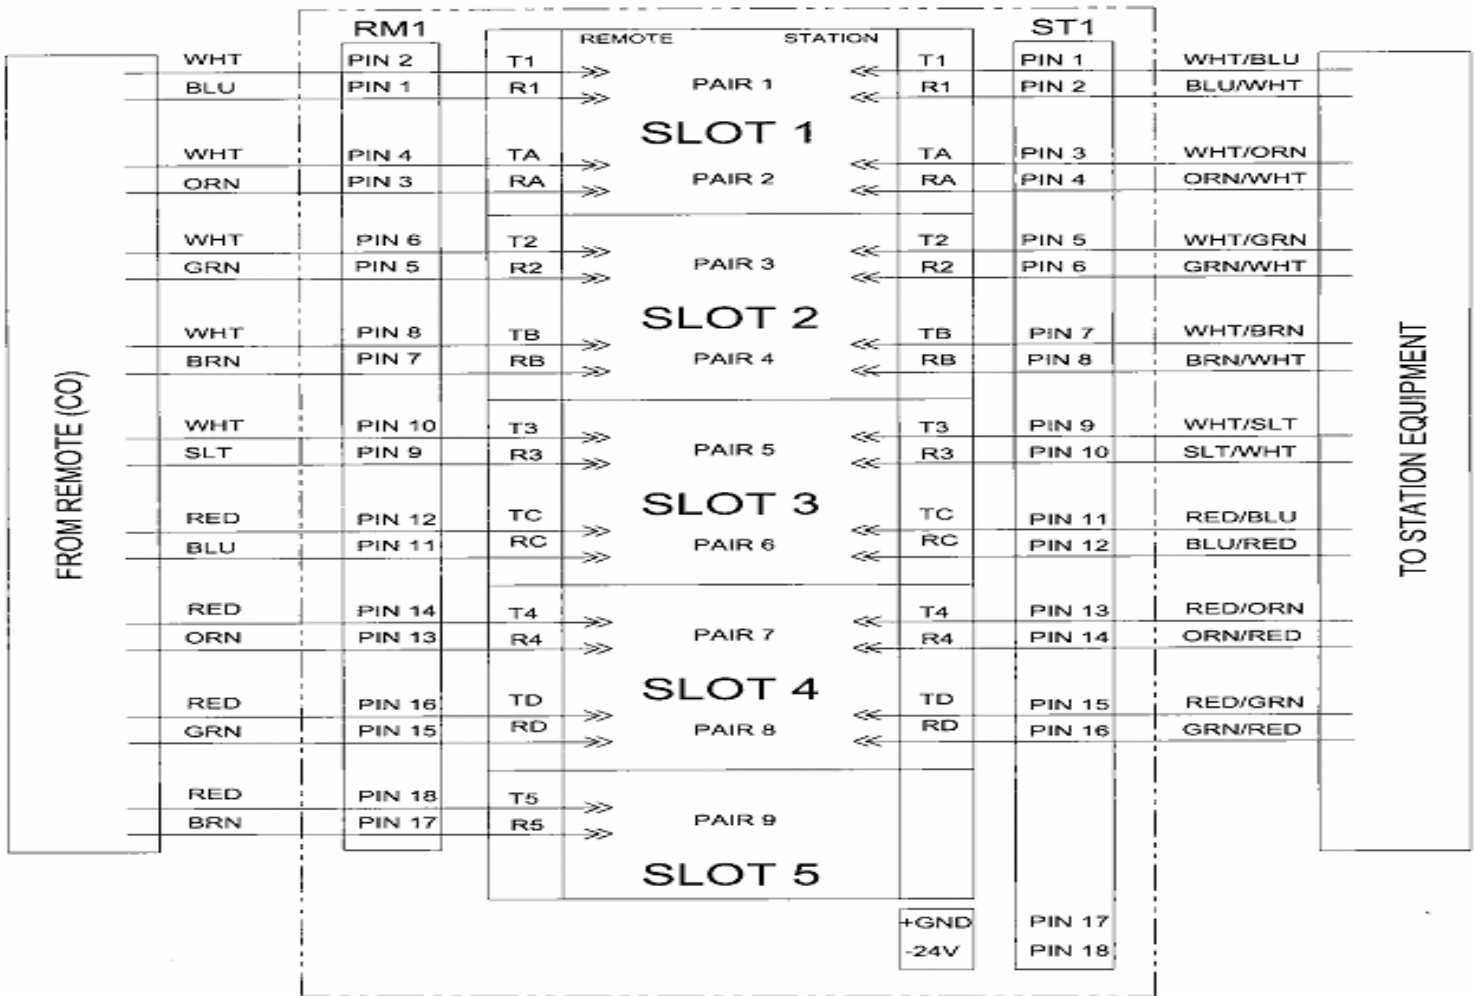 RM1 ST1
REMOTE STATION
WHT PIN 2 T1 T1 PIN 1 WHT/BLU
BLU PIN 1 R1 PAIR 1 R1 PIN 2 BLU/WHT
SLOT 1
WHT PIN 4 TA TA PIN 3 WHT/ORN
ORN PIN 3 RA PAIR 2 RA PIN 4 ORN/WHT
WHT PIN 6 T2 T2 PIN 5 WHT/GRN
GRN PIN 5 R2 PAIR 3 R2 PIN 6 GRN/WHT
SLOT 2
WHT PIN 8 TB TB PIN 7 WHT/BRN
BRN PIN 7 RB PAIR 4 RB PIN 8 BRN/WHT
WHT PIN 10 T3 T3 PIN 9 WHT/SLT
SLT PIN 9 R3 PAIR 5 R3 PIN 10 SLT/WHT
SLOT 3
RED PIN 12 TC TC PIN 11 RED/BLU
BLU PIN 11 RC PAIR 6 RC PIN 12 BLU/RED
RED PIN 14 T4 T4 PIN 13 RED/ORN
ORN PIN 13 R4 PAIR 7 R4 PIN 14 ORN/RED
SLOT 4
RED PIN 16 TD TD PIN 15 RED/GRN
GRN PIN 15 RD PAIR 8 RD PIN 16 GRN/RED
RED PIN 18 T5
BRN PIN 17 R5 PAIR 9
SLOT 5
+GND PIN 17
-24V PIN 18
FROM REMOTE (CO)
TO STATION EQUIPMENT